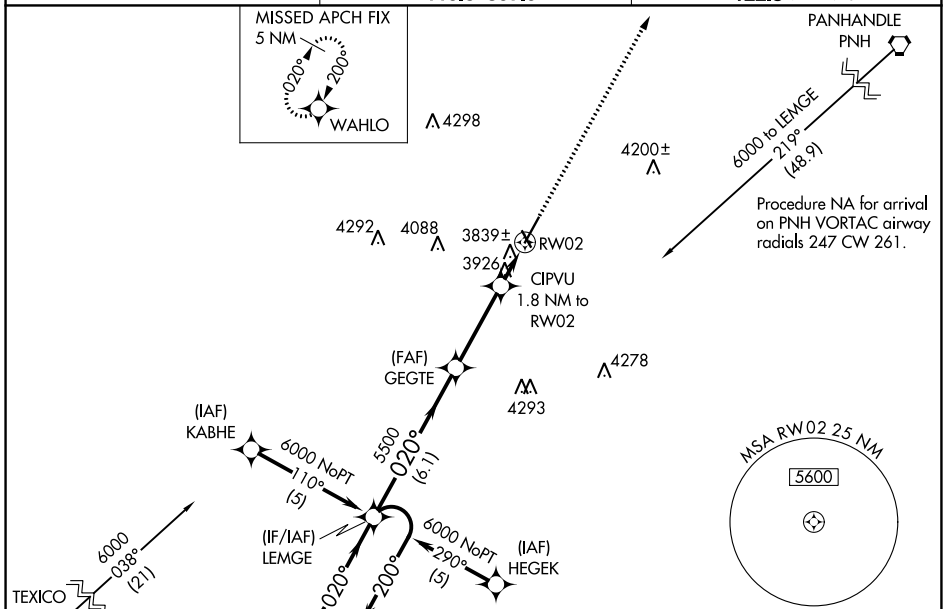 MISSED APCH FIX
5 NM
020°
200°
WAHLO
PANHANDLE
PNH
6000 to LEMGE
219°
(48.9)
Procedure NA for arrival
on PNH VORTAC airway
radials 247 CW 261.
4298
4200±
4292
4088
3839±
RW02
3926
CIPVU
1.8 NM to
RW02
(FAF)
GEGTE
4278
4293
(IAF)
KABHE
6000 NoPT
110°
(5)
5500
020°
(6.1)
MSA RW02 25 NM
5600
(IF/IAF)
LEMGE
6000 NoPT
290°
(5)
(IAF)
HEGEK
6000
038°
(21)
TEXICO
020°
200°